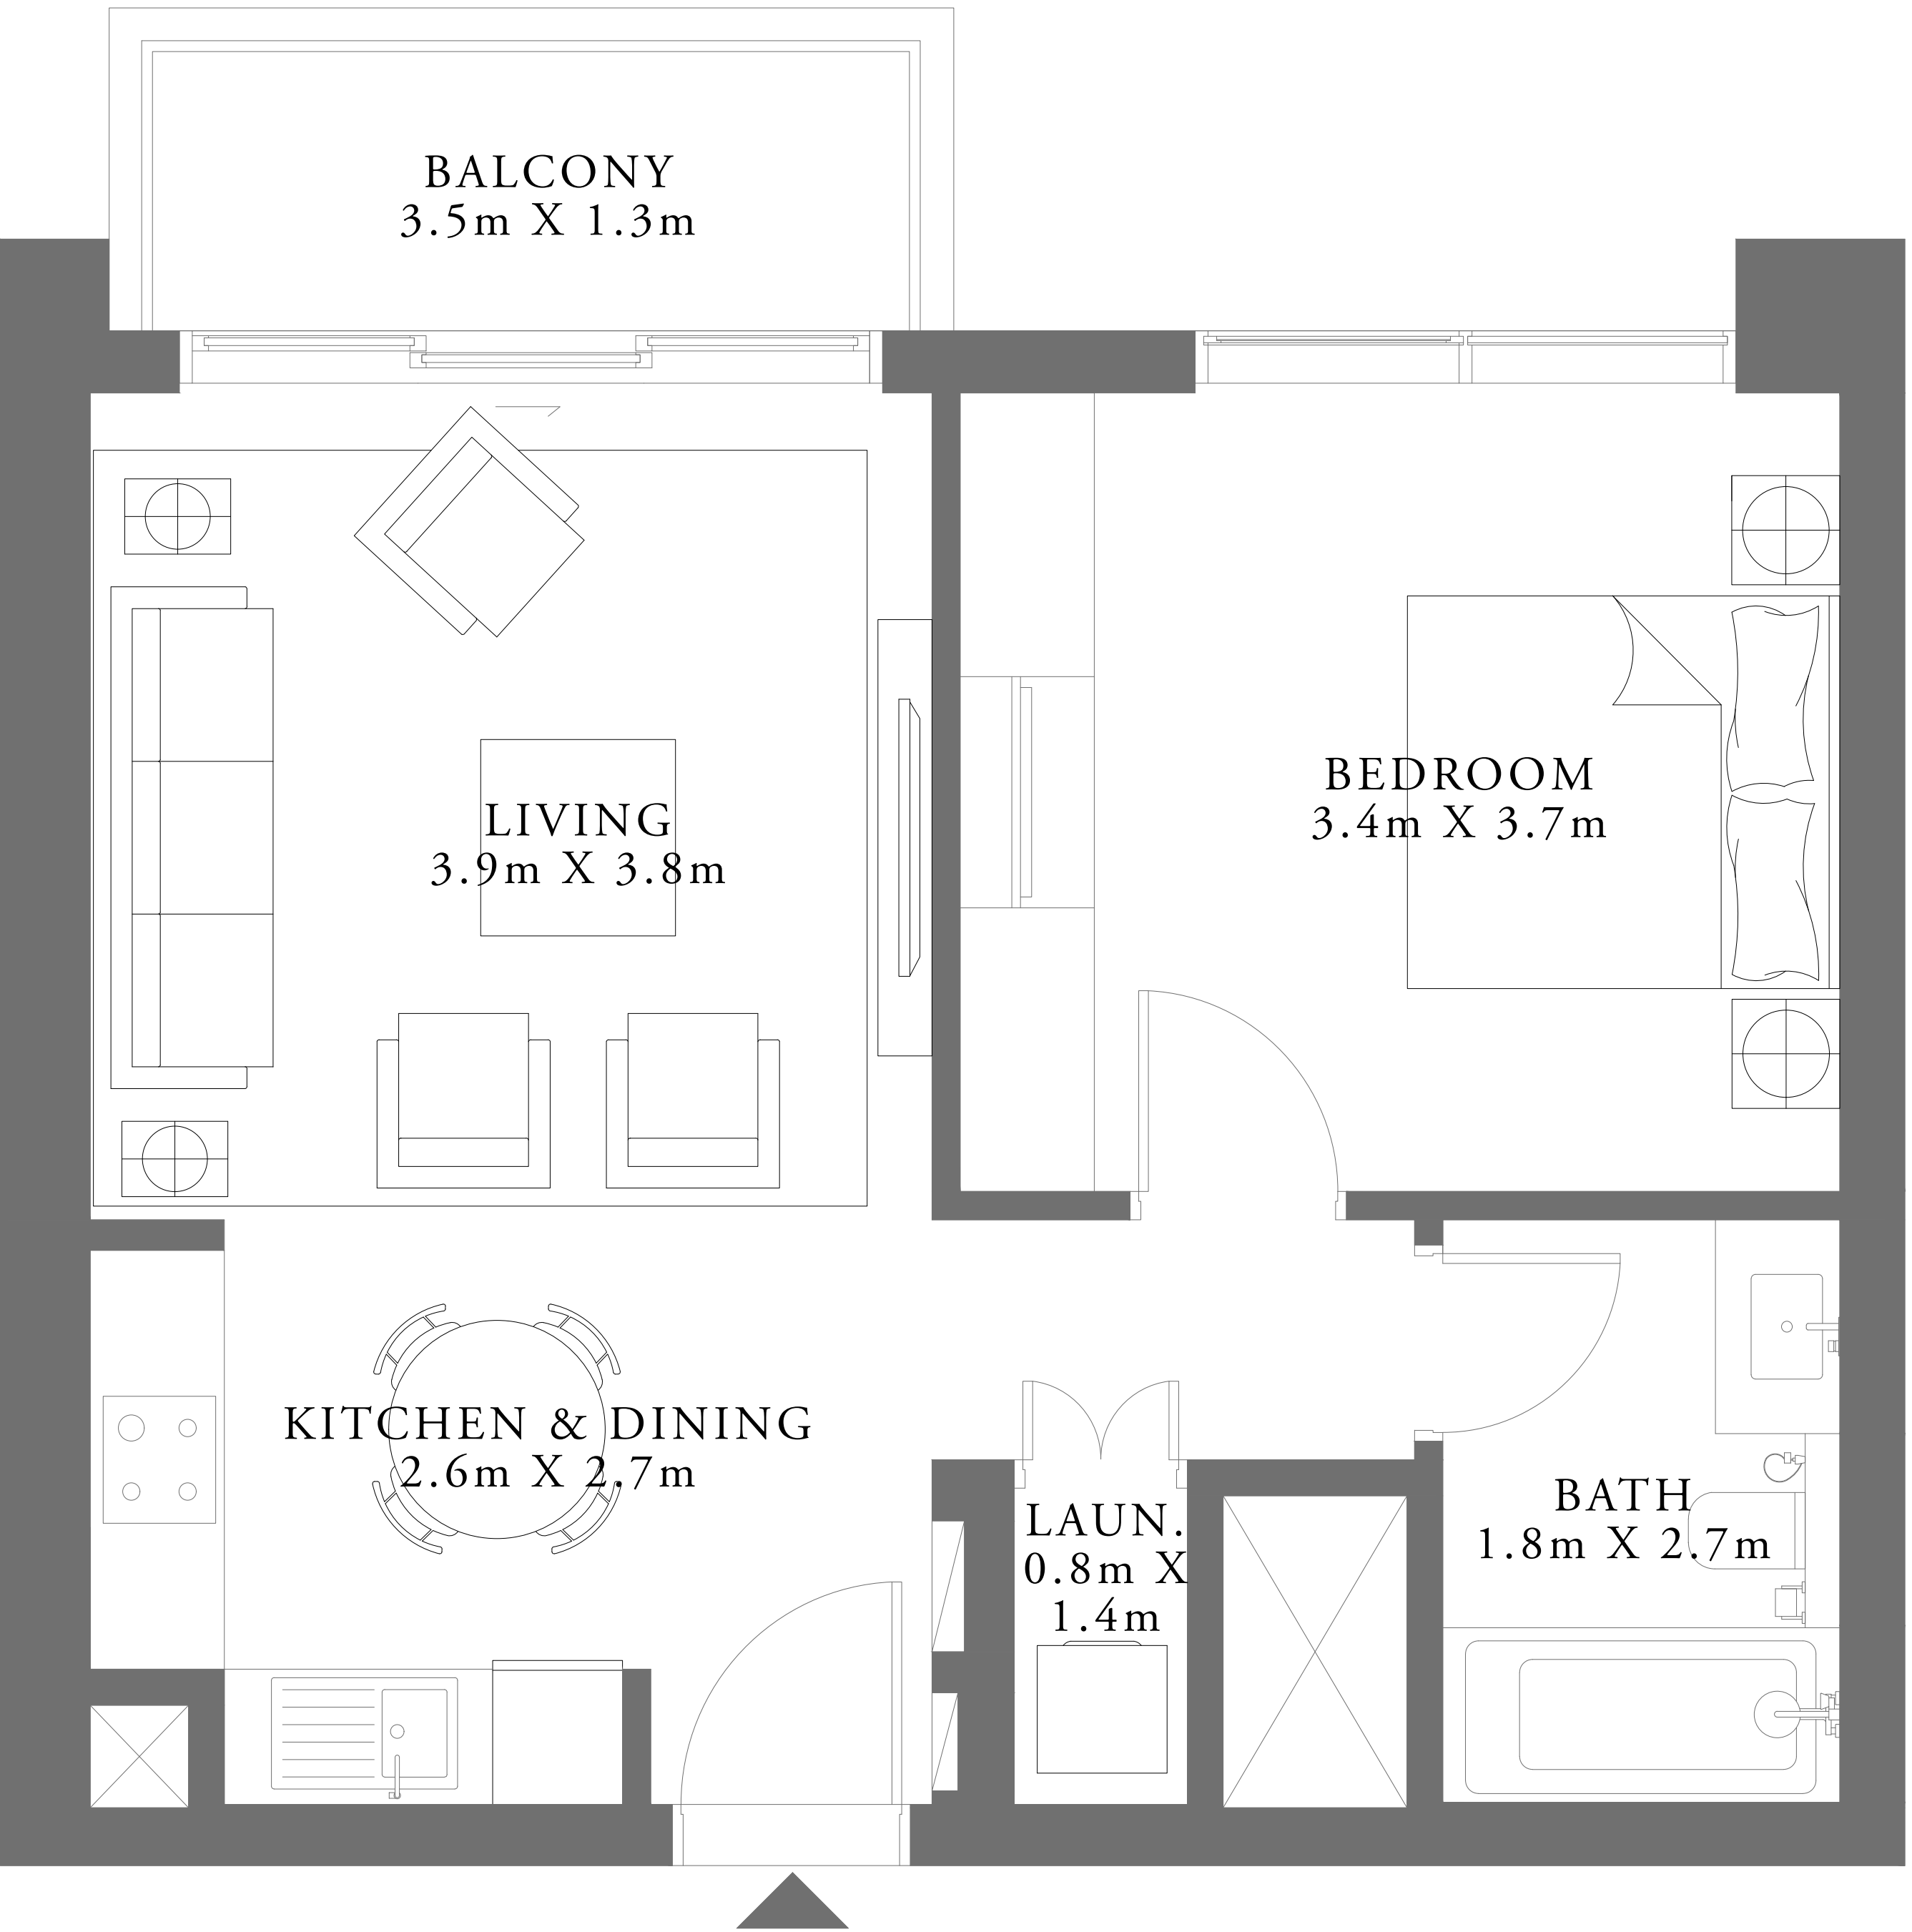 BALCONY
3.5m X 1.3m
BEDROOM
3.4m X 3.7m
LIVING
3.9m X 3.8m
KITCHEN & DINING
2.6m X 2.7m
BATH
1.8m X 2.7m
LAUN.
0.8m X
1.4m